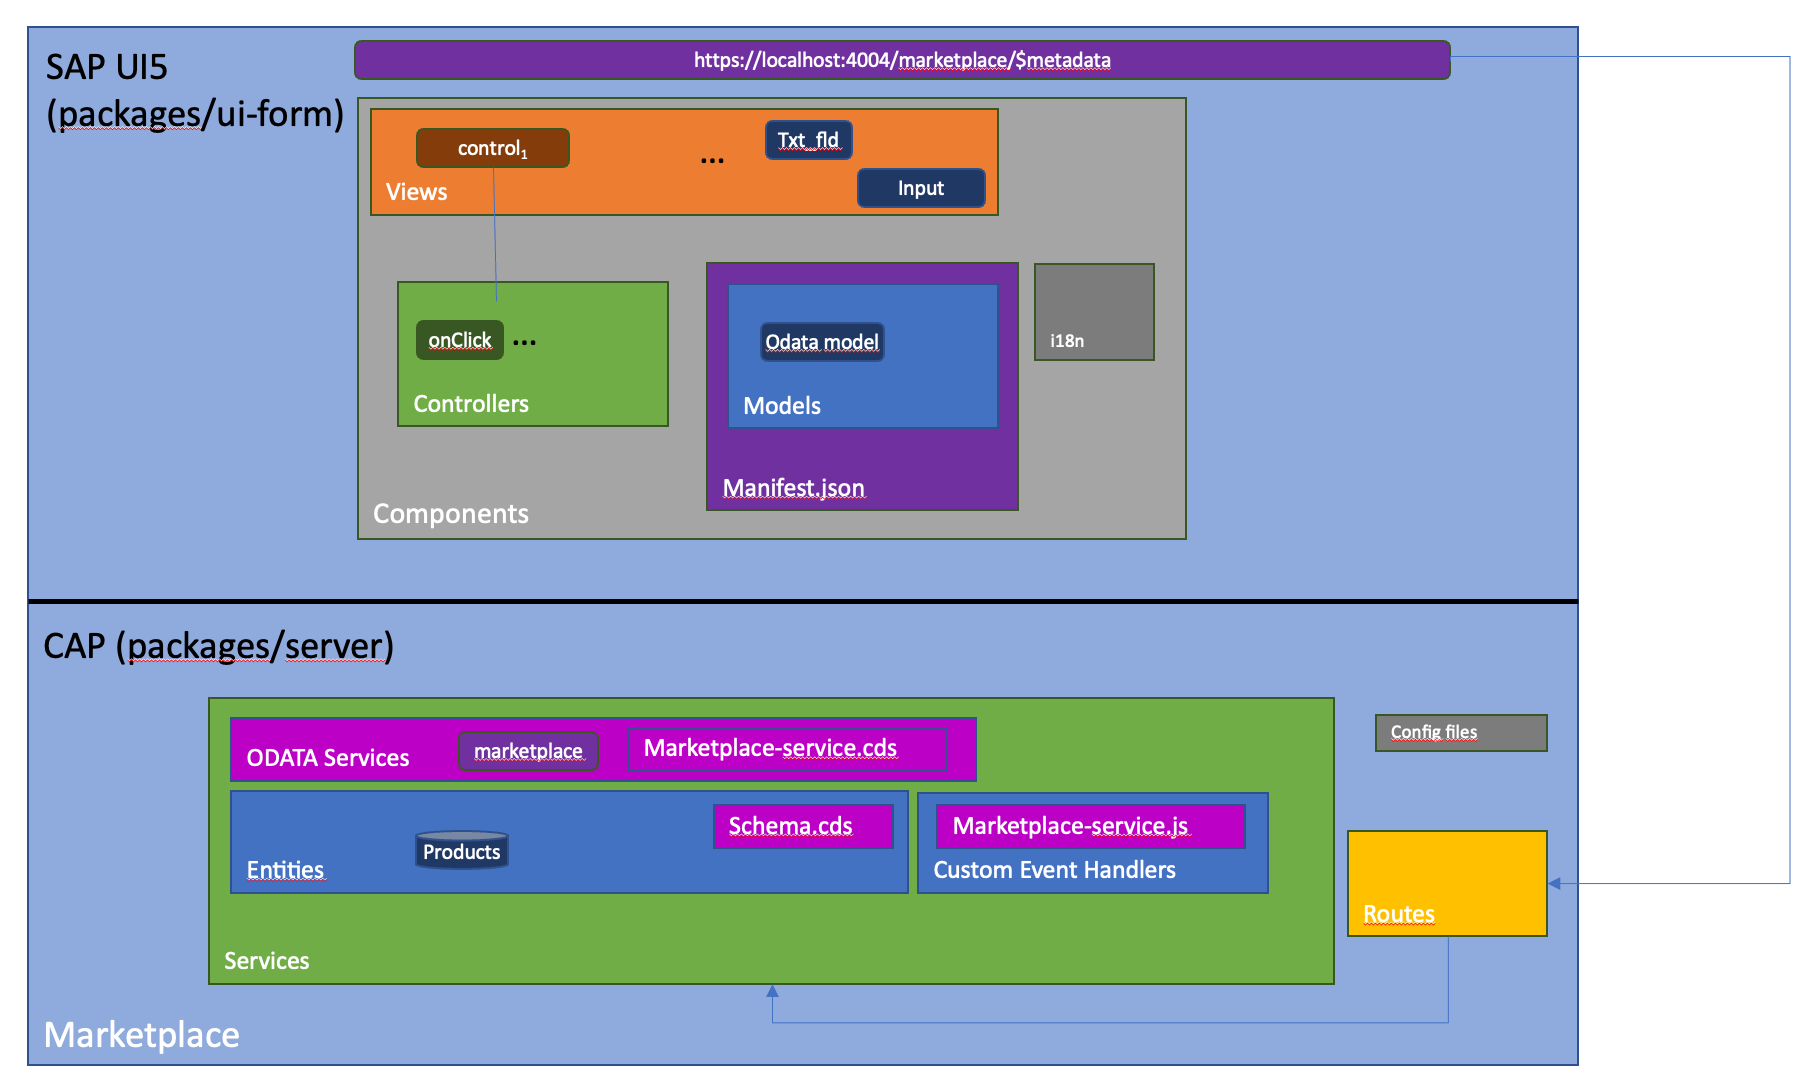 SAP UI5
(packages/ui-form)
https://localhost:4004/marketplace/$metadata
control1
...
Txt_fld
Input
Views
onClick
...
Controllers
Odata model
Models
Manifest.json
i18n
Components
CAP (packages/server)
ODATA Services
marketplace
Marketplace-service.cds
Config files
Schema.cds
Products
Entities
Marketplace-service.js
Custom Event Handlers
Routes
Services
Marketplace